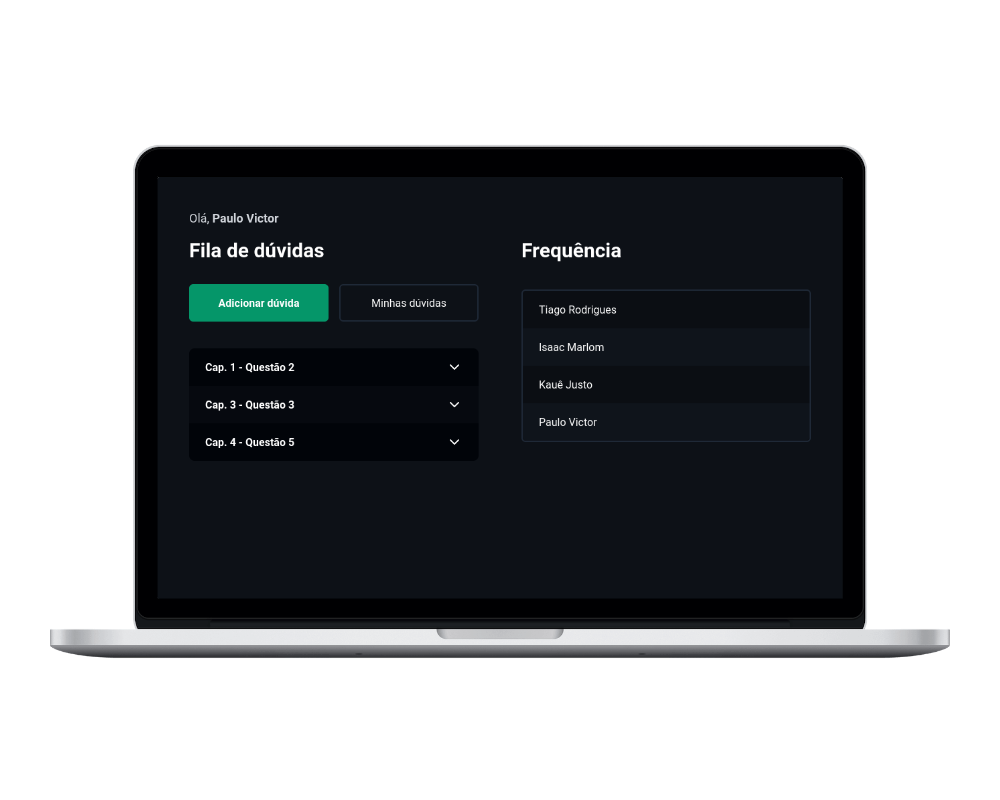 Olá, Paulo Victor
Fila de dúvidas
Adicionar dúvida
Minhas dúvidas
Cap. 1 - Questão 2
Cap. 3 - Questão 3
Cap. 4 - Questão 5
Frequência
Tiago Rodrigues
Isaac Marlom
Kauê Justo
Paulo Victor